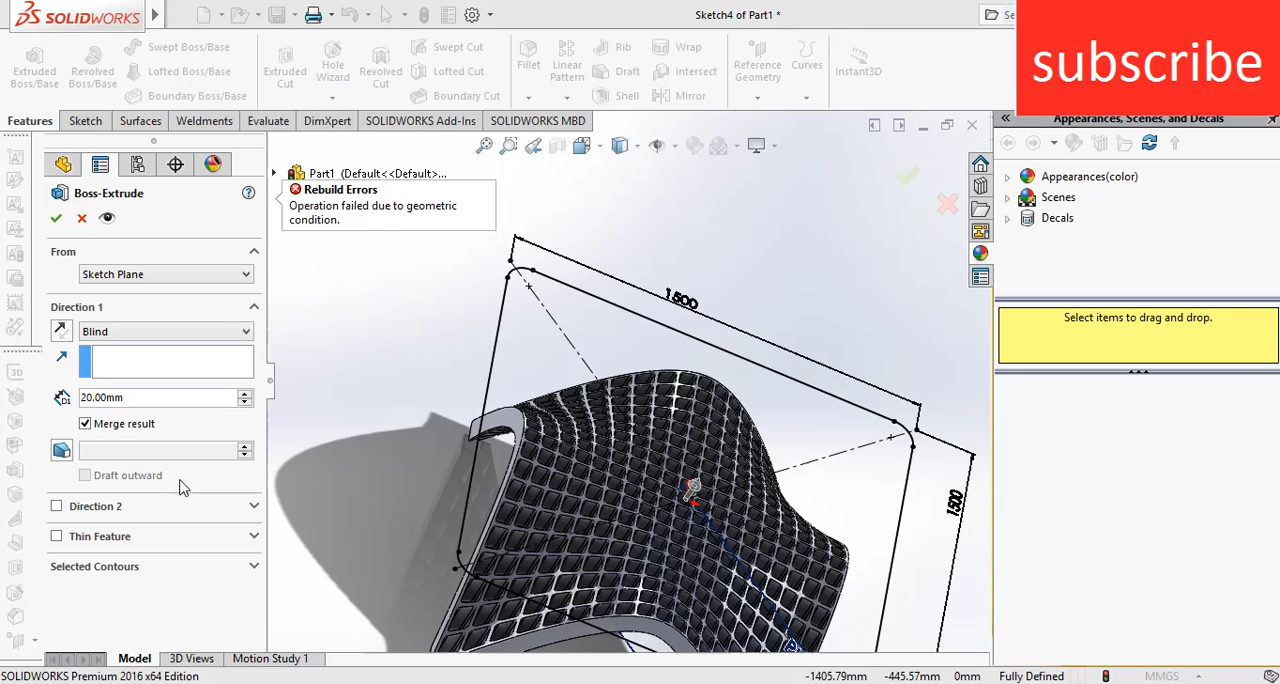 SOLIDWORKS
Sketch4 of Part1 *
Se
subscribe
Extruded
Boss/Base
Revolved
Boss/Base
Swept Boss/Base
Lofted Boss/Base
Boundary Boss/Base
Extruded
Cut
Hole
Wizard
Revolved
Cut
Swept Cut
Lofted Cut
Boundary Cut
Fillet
Linear
Pattern
Rib
Draft
Shell
Wrap
Intersect
Mirror
Reference
Geometry
Curves
Instant3D
Features
Sketch
Surfaces
Weldments
Evaluate
DimXpert
SOLIDWORKS Add-Ins
SOLIDWORKS MBD
Appearances, Scenes, and Decals
Boss-Extrude
From
Sketch Plane
Direction 1
Blind
20.00mm
Merge result
Draft outward
Direction 2
Thin Feature
Selected Contours
Part1 (Default<<Default>...
Rebuild Errors
Operation failed due to geometric
condition.
1500
1500
Appearances(color)
Scenes
Decals
Select items to drag and drop.
Model
3D Views
Motion Study 1
SOLIDWORKS Premium 2016 x64 Edition
-1405.79mm
-445.57mm
0mm
Fully Defined
MMGS